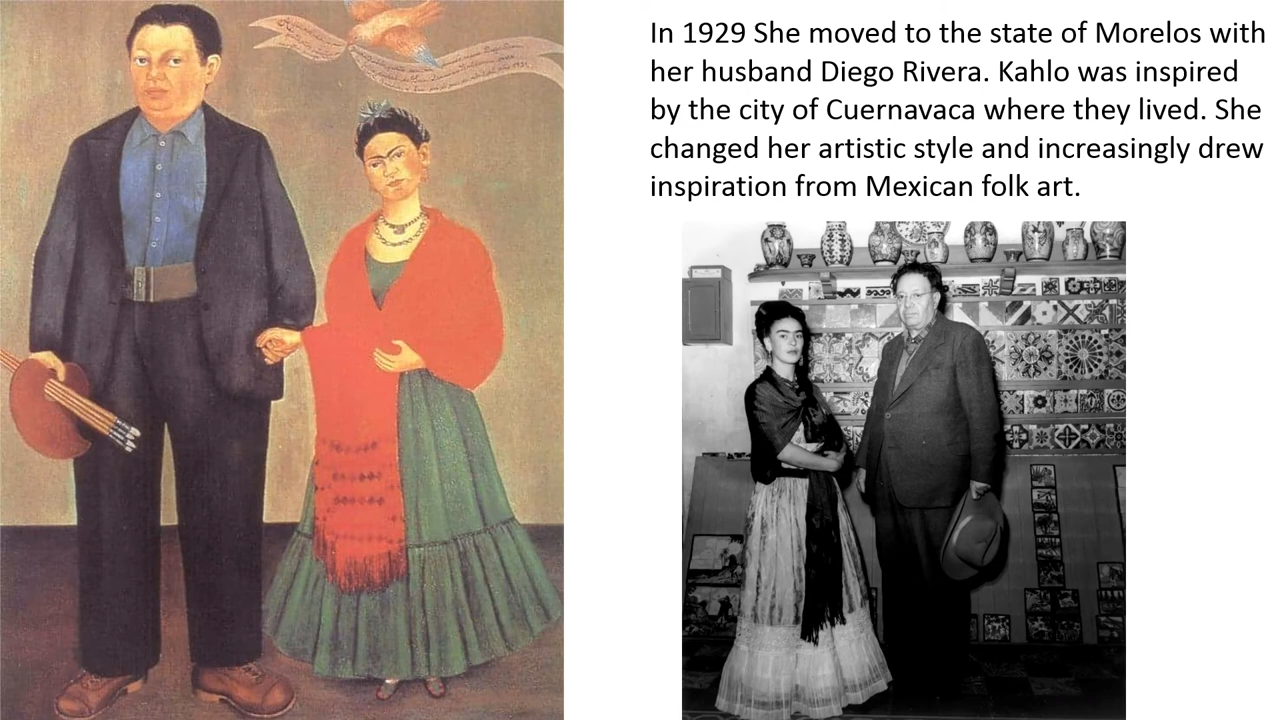 In 1929 She moved to the state of Morelos with
her husband Diego Rivera. Kahlo was inspired
by the city of Cuernavaca where they lived. She
changed her artistic style and increasingly drew
inspiration from Mexican folk art.